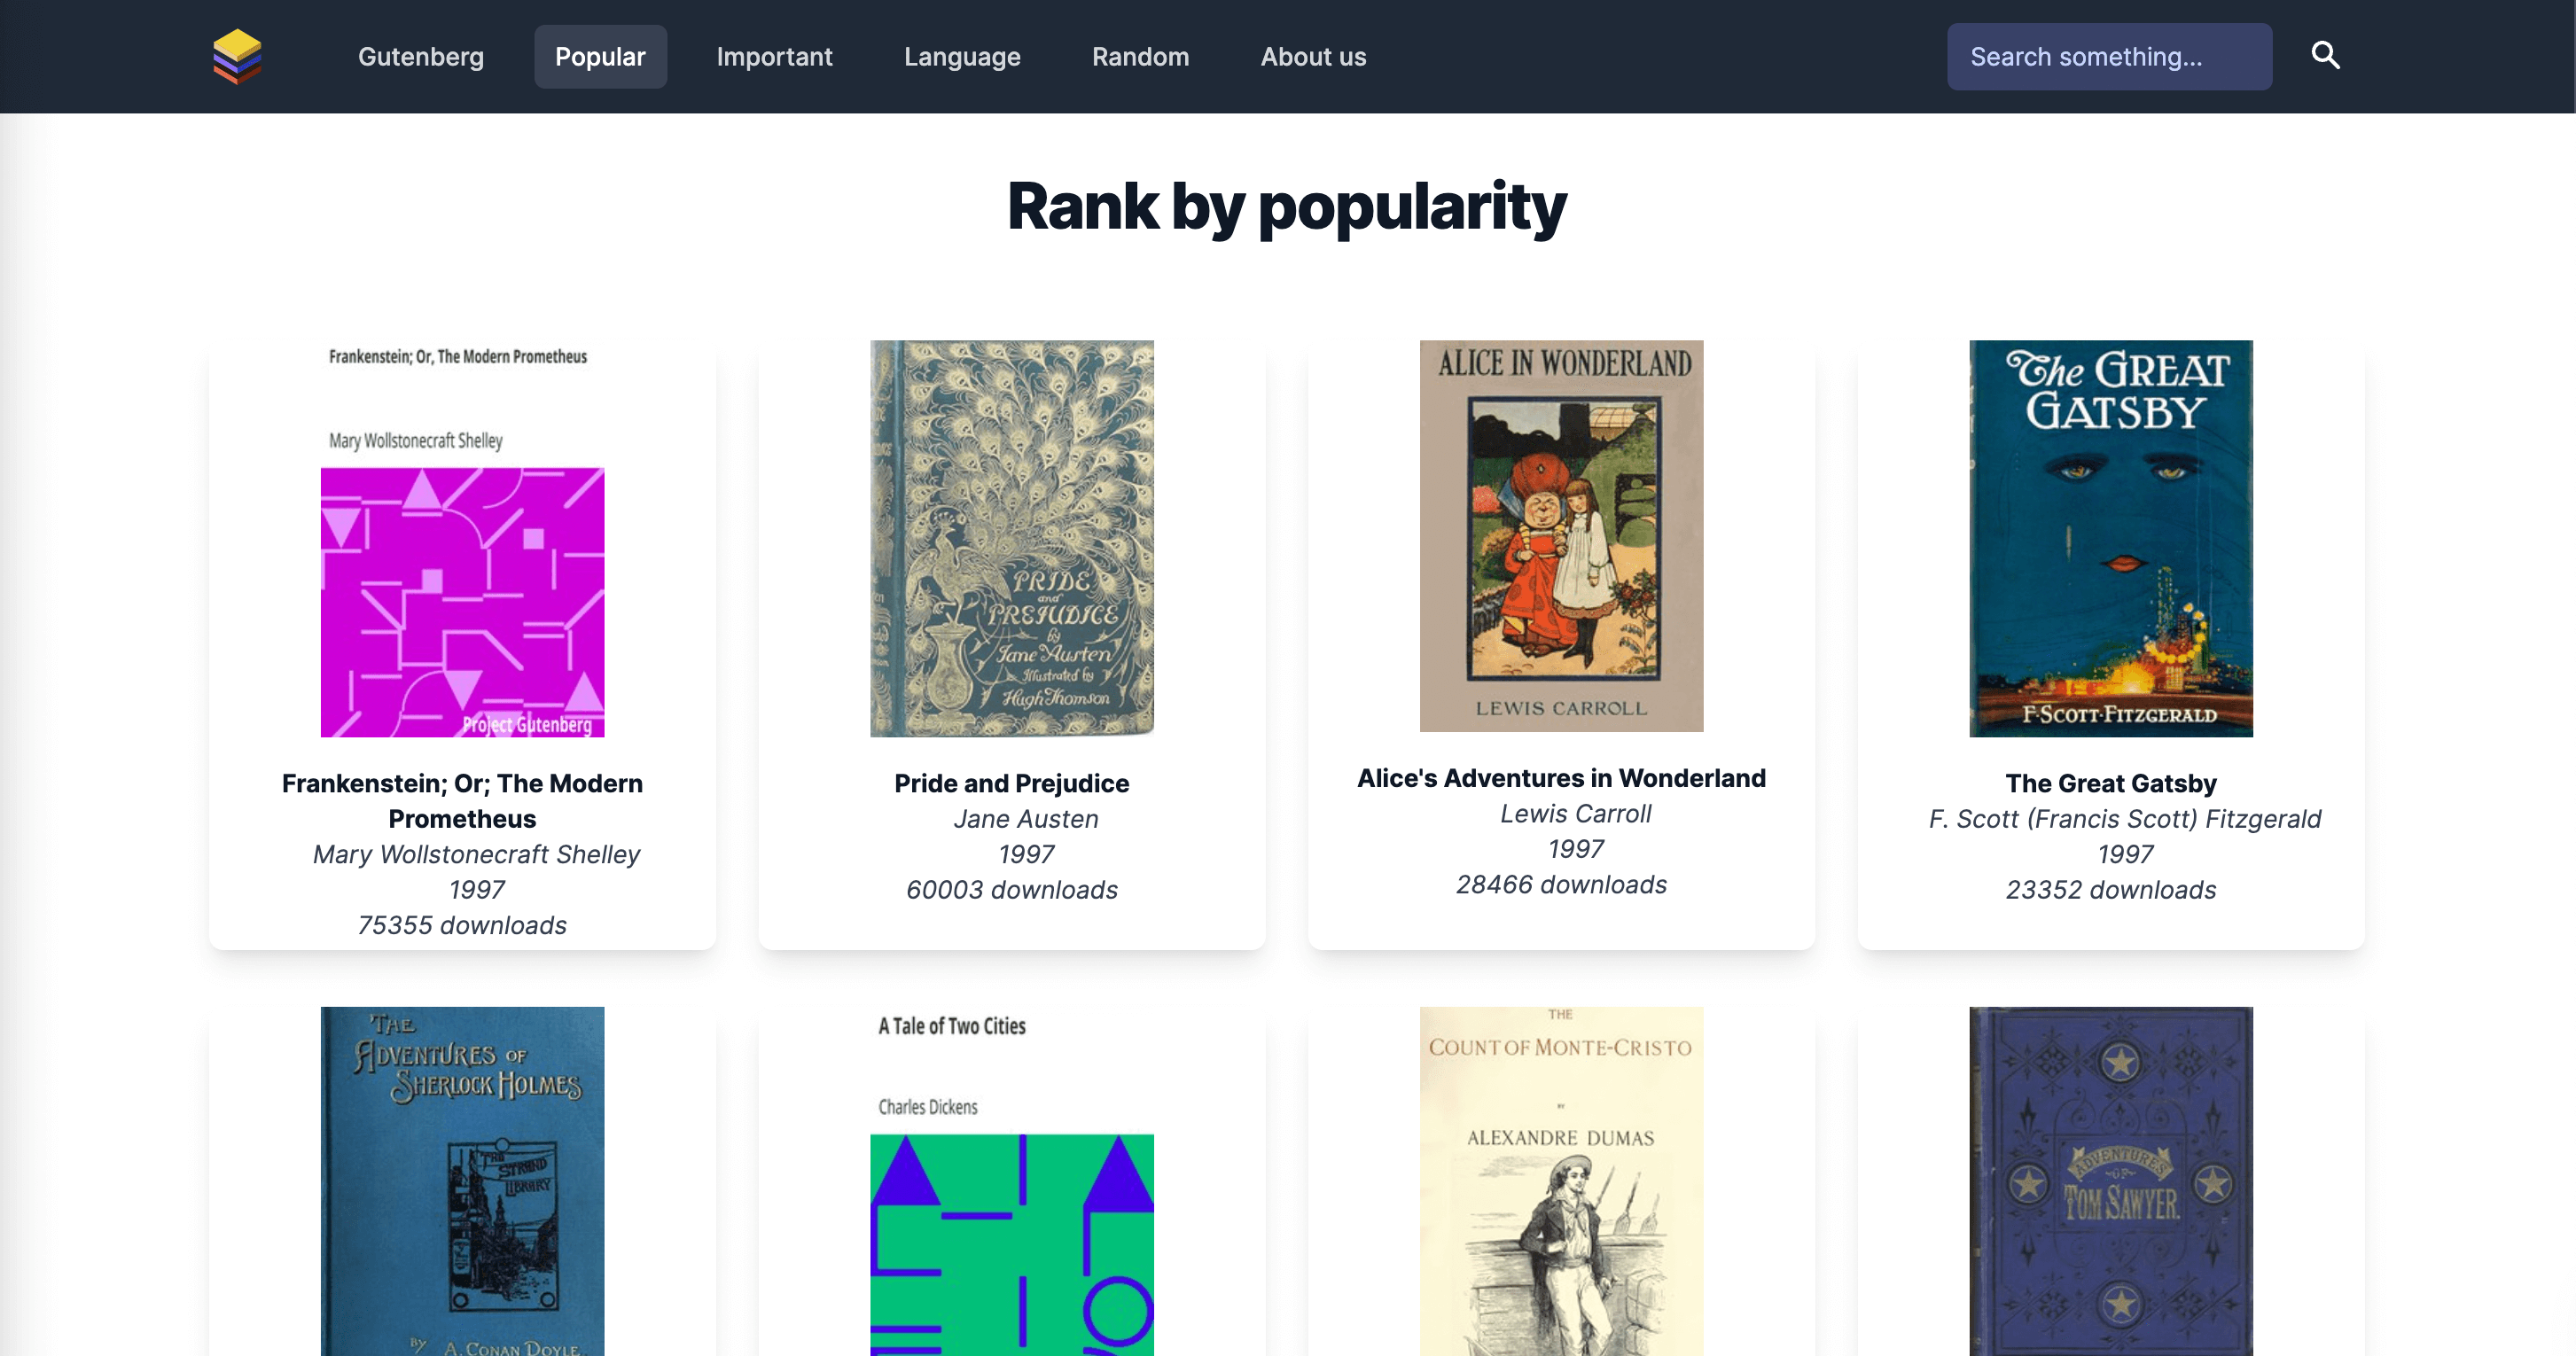 Gutenberg
Popular
Important
Language
Random
About us
Search something...
Rank by popularity
Frankenstein; Or, The Modern Prometheus
Mary Wollstonecraft Shelley
Project Gutenberg
Frankenstein; Or; The Modern
Prometheus
Mary Wollstonecraft Shelley
1997
75355 downloads
PRIDE
and
PREJUDICE
by
Jane Austen
Illustrated by
Hugh Thomson
Pride and Prejudice
Jane Austen
1997
60003 downloads
ALICE IN WONDERLAND
LEWIS CARROLL
Alice's Adventures in Wonderland
Lewis Carroll
1997
28466 downloads
The GREAT
GATSBY
F·SCOTT·FITZGERALD
The Great Gatsby
F. Scott (Francis Scott) Fitzgerald
1997
23352 downloads
THE
ADVENTURES OF
SHERLOCK HOLMES
THE
STRAND
LIBRARY
By A. CONAN DOYLE
A Tale of Two Cities
Charles Dickens
THE
COUNT OF MONTE-CRISTO
BY
ALEXANDRE DUMAS
ADVENTURES
OF
TOM SAWYER.